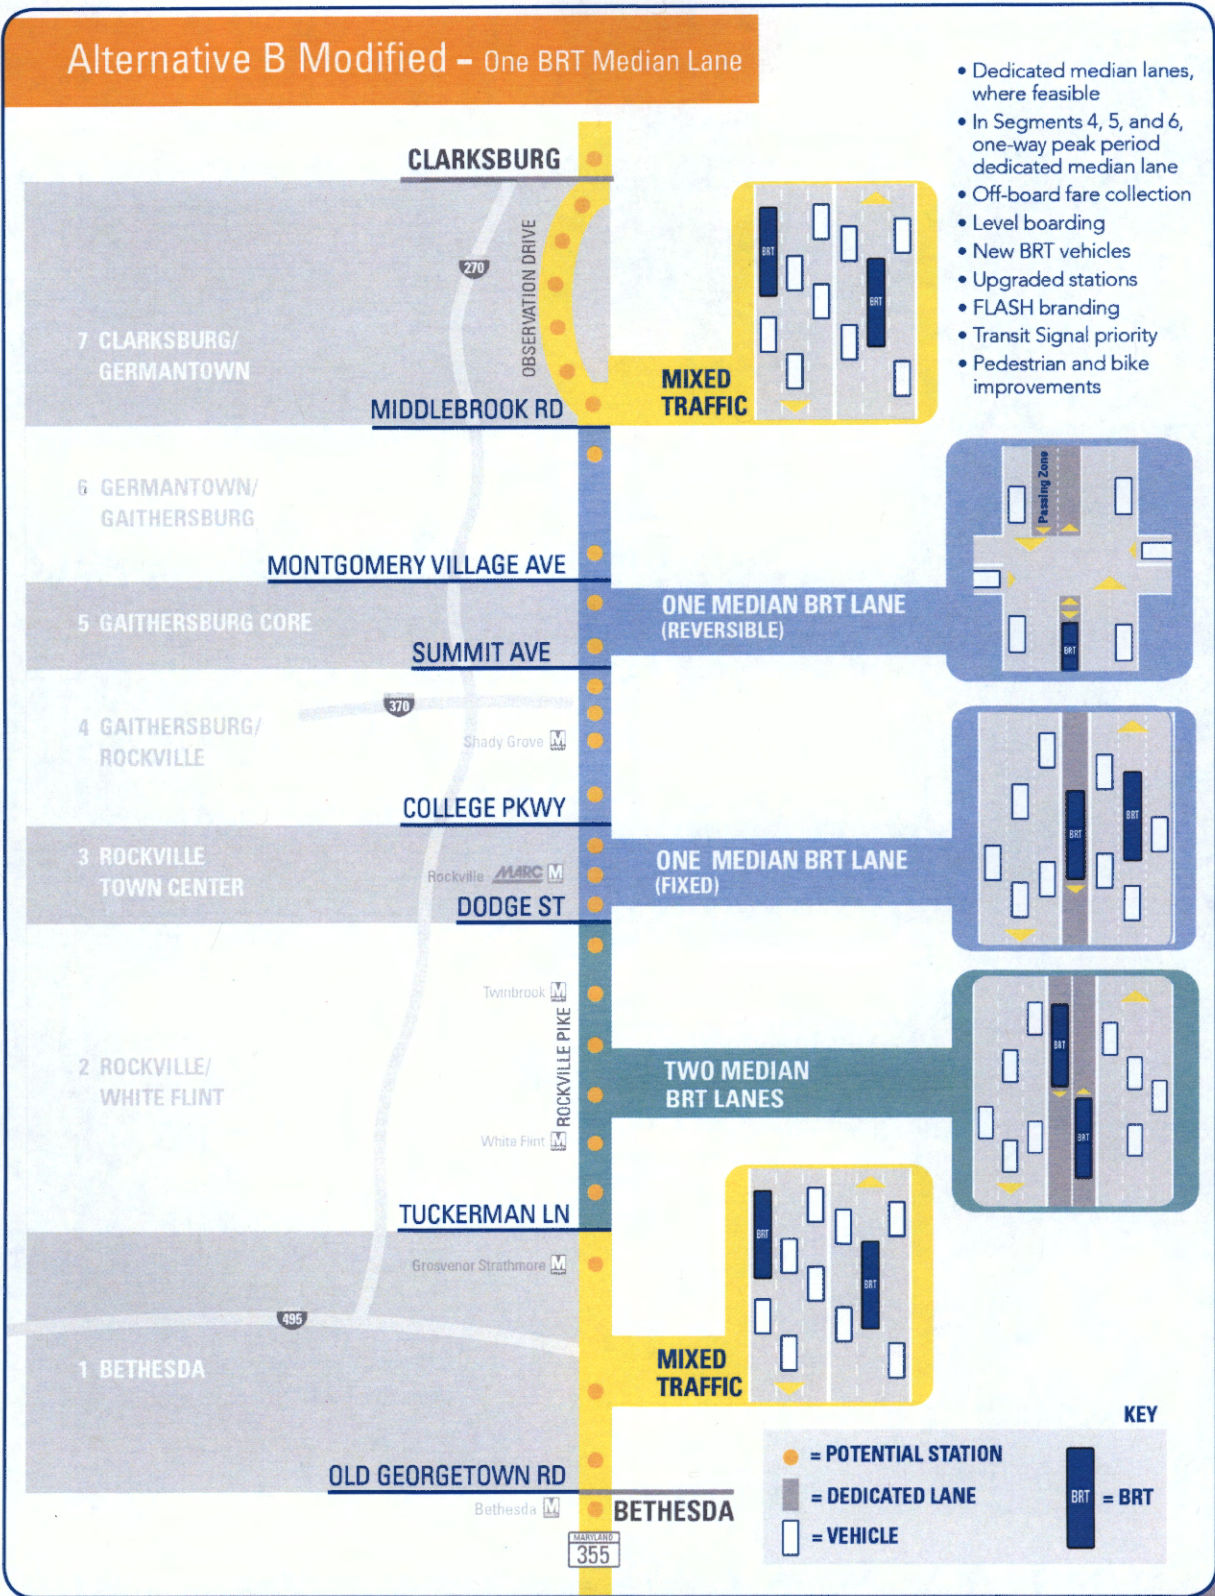 Alternative B Modified – One BRT Median Lane
• Dedicated median lanes,
where feasible
• In Segments 4, 5, and 6,
one-way peak period
dedicated median lane
• Off-board fare collection
• Level boarding
• New BRT vehicles
• Upgraded stations
• FLASH branding
• Transit Signal priority
• Pedestrian and bike
improvements
CLARKSBURG
270
OBSERVATION DRIVE
BRT
BRT
7 CLARKSBURG/
GERMANTOWN
MIXED
TRAFFIC
MIDDLEBROOK RD
6 GERMANTOWN/
GAITHERSBURG
Passing Zone
BRT
MONTGOMERY VILLAGE AVE
5 GAITHERSBURG CORE
ONE MEDIAN BRT LANE
(REVERSIBLE)
SUMMIT AVE
370
4 GAITHERSBURG/
ROCKVILLE
Shady Grove M
COLLEGE PKWY
BRT
BRT
3 ROCKVILLE
TOWN CENTER
Rockville MARC M
ONE MEDIAN BRT LANE
(FIXED)
DODGE ST
Twinbrook M
ROCKVILLE PIKE
2 ROCKVILLE/
WHITE FLINT
TWO MEDIAN
BRT LANES
BRT
BRT
White Flint M
TUCKERMAN LN
Grosvenor Strathmore M
BRT
BRT
495
1 BETHESDA
MIXED
TRAFFIC
OLD GEORGETOWN RD
Bethesda M
BETHESDA
MARYLAND
355
KEY
= POTENTIAL STATION
= DEDICATED LANE
= VEHICLE
BRT = BRT